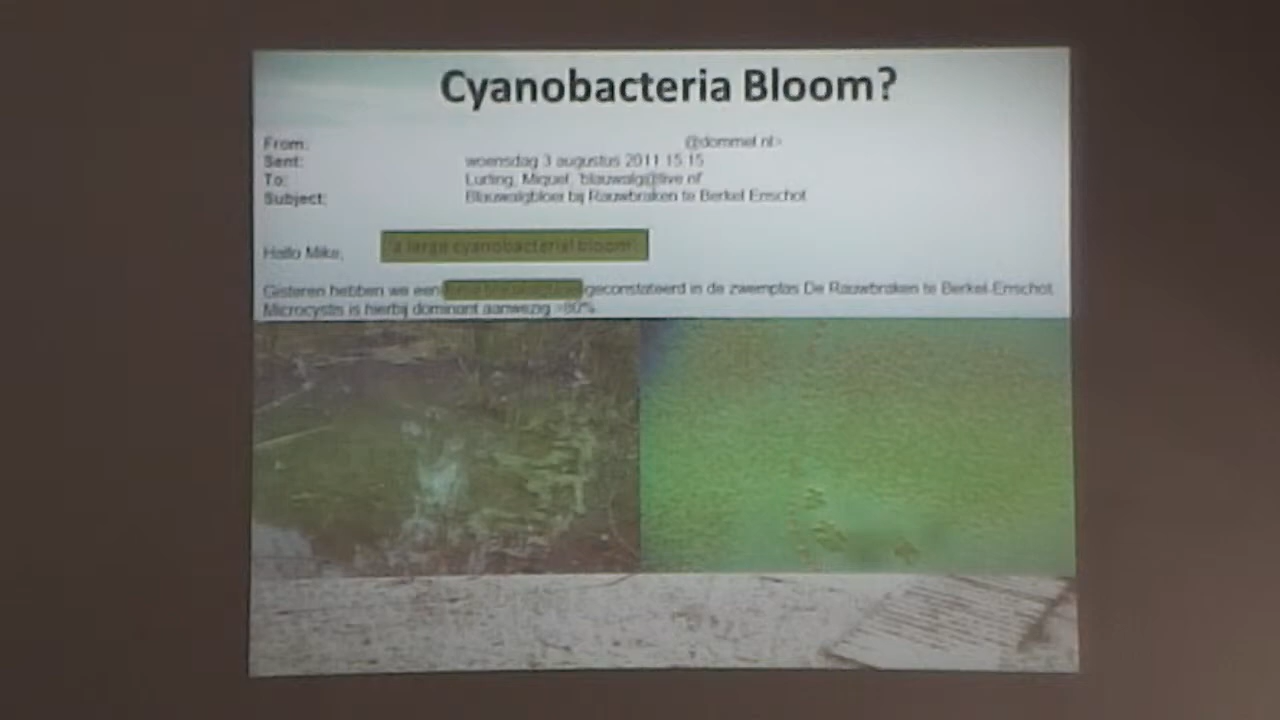 Cyanobacteria Bloom?
From: @dommel.nl>
Sent: woensdag 3 augustus 2011 15:15
To: Lurling, Miquel; 'blauwalg@live.nl'
Subject: Blauwalgbloei bij Rauwbraken te Berkel Enschot
Hallo Mike,
'a large cyanobacterial bloom'
Gisteren hebben we een geconstateerd in de zwemplas De Rauwbraken te Berkel-Enschot
Microcystis is hierbij dominant aanwezig >80%